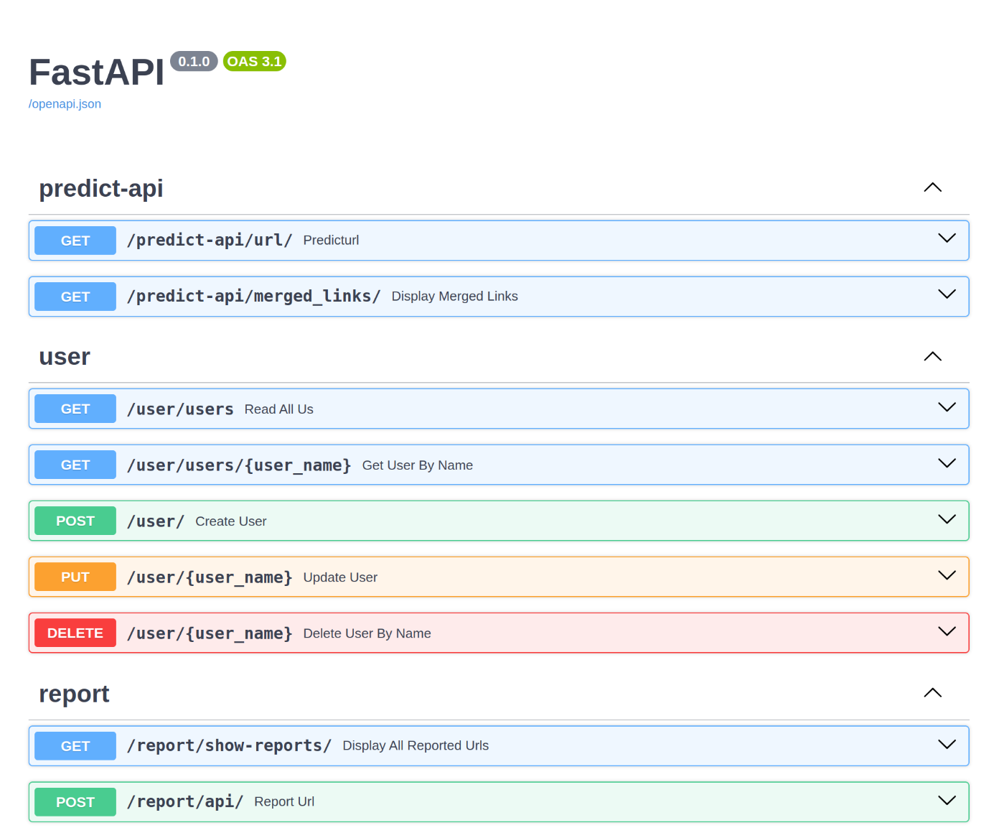 FastAPI 0.1.0 OAS 3.1
/openapi.json
predict-api
GET /predict-api/url/ Predicturl
GET /predict-api/merged_links/ Display Merged Links
user
GET /user/users Read All Us
GET /user/users/{user_name} Get User By Name
POST /user/ Create User
PUT /user/{user_name} Update User
DELETE /user/{user_name} Delete User By Name
report
GET /report/show-reports/ Display All Reported Urls
POST /report/api/ Report Url